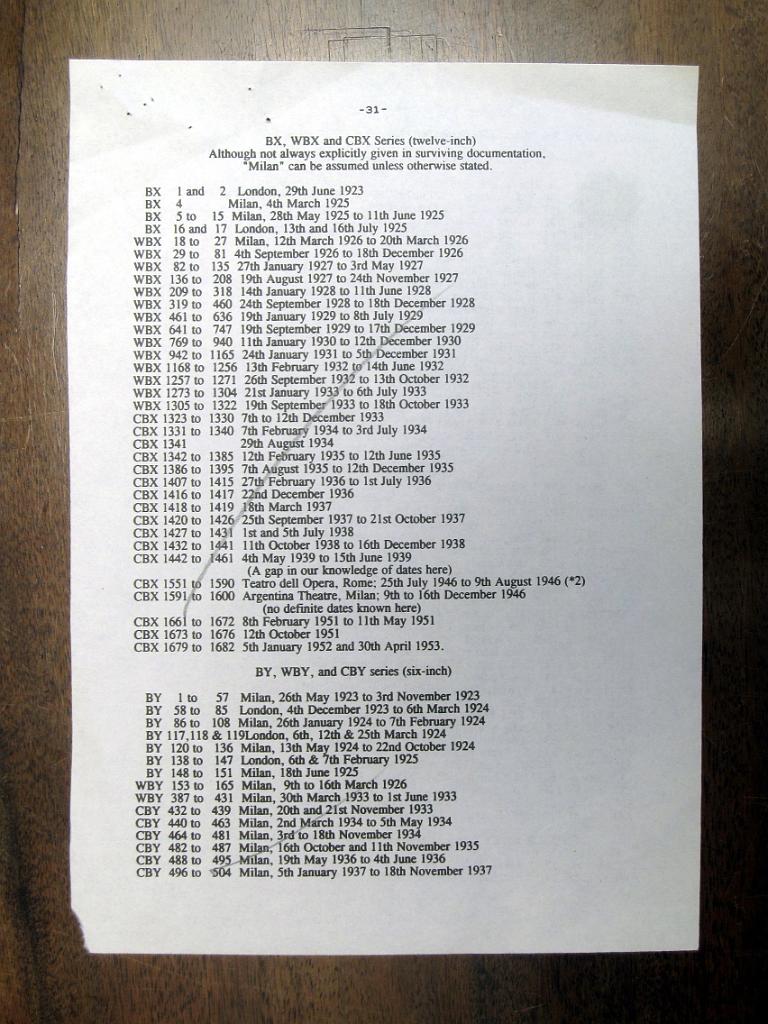 -31-
BX, WBX and CBX Series (twelve-inch)
Although not always explicitly given in surviving documentation,
"Milan" can be assumed unless otherwise stated.
BX 1 and 2 London, 29th June 1923
BX 4 Milan, 4th March 1925
BX 5 to 15 Milan, 28th May 1925 to 11th June 1925
BX 16 and 17 London, 13th and 16th July 1925
WBX 18 to 27 Milan, 12th March 1926 to 20th March 1926
WBX 29 to 81 4th September 1926 to 18th December 1926
WBX 82 to 135 27th January 1927 to 3rd May 1927
WBX 136 to 208 19th August 1927 to 24th November 1927
WBX 209 to 318 14th January 1928 to 11th June 1928
WBX 319 to 460 24th September 1928 to 18th December 1928
WBX 461 to 636 19th January 1929 to 8th July 1929
WBX 641 to 747 19th September 1929 to 17th December 1929
WBX 769 to 940 11th January 1930 to 12th December 1930
WBX 942 to 1165 24th January 1931 to 5th December 1931
WBX 1168 to 1256 13th February 1932 to 14th June 1932
WBX 1257 to 1271 26th September 1932 to 13th October 1932
WBX 1273 to 1304 21st January 1933 to 6th July 1933
WBX 1305 to 1322 19th September 1933 to 18th October 1933
CBX 1323 to 1330 7th to 12th December 1933
CBX 1331 to 1340 7th February 1934 to 3rd July 1934
CBX 1341 29th August 1934
CBX 1342 to 1385 12th February 1935 to 12th June 1935
CBX 1386 to 1395 7th August 1935 to 12th December 1935
CBX 1407 to 1415 27th February 1936 to 1st July 1936
CBX 1416 to 1417 22nd December 1936
CBX 1418 to 1419 18th March 1937
CBX 1420 to 1426 25th September 1937 to 21st October 1937
CBX 1427 to 1431 1st and 5th July 1938
CBX 1432 to 1441 11th October 1938 to 16th December 1938
CBX 1442 to 1461 4th May 1939 to 15th June 1939
(A gap in our knowledge of dates here)
CBX 1551 to 1590 Teatro dell Opera, Rome; 25th July 1946 to 9th August 1946 (*2)
CBX 1591 to 1600 Argentina Theatre, Milan; 9th to 16th December 1946
(no definite dates known here)
CBX 1661 to 1672 8th February 1951 to 11th May 1951
CBX 1673 to 1676 12th October 1951
CBX 1679 to 1682 5th January 1952 and 30th April 1953.
BY, WBY, and CBY series (six-inch)
BY 1 to 57 Milan, 26th May 1923 to 3rd November 1923
BY 58 to 85 London, 4th December 1923 to 6th March 1924
BY 86 to 108 Milan, 26th January 1924 to 7th February 1924
BY 117,118 & 119London, 6th, 12th & 25th March 1924
BY 120 to 136 Milan, 13th May 1924 to 22nd October 1924
BY 138 to 147 London, 6th & 7th February 1925
BY 148 to 151 Milan, 18th June 1925
WBY 153 to 165 Milan, 9th to 16th March 1926
WBY 387 to 431 Milan, 30th March 1933 to 1st June 1933
CBY 432 to 439 Milan, 20th and 21st November 1933
CBY 440 to 463 Milan, 2nd March 1934 to 5th May 1934
CBY 464 to 481 Milan, 3rd to 18th November 1934
CBY 482 to 487 Milan, 16th October and 11th November 1935
CBY 488 to 495 Milan, 19th May 1936 to 4th June 1936
CBY 496 to 504 Milan, 5th January 1937 to 18th November 1937